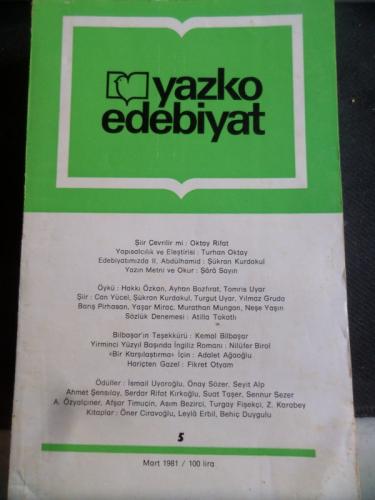 yazko
edebiyat
Şiir Çevrilir mi : Oktay Rifat
Yapısalcılık ve Eleştirisi : Turhan Oktay
Edebiyatımızda II. Abdülhamid : Şükran Kurdakul
Yazın Metni ve Okur : Şârâ Sayın
Öykü : Hakkı Özkan, Ayhan Bozfırat, Tomris Uyar
Şiir : Can Yücel, Şükran Kurdakul, Turgut Uyar, Yılmaz Gruda
Barış Pirhasan, Yaşar Miraç, Murathan Mungan, Neşe Yaşın
Sözlük Denemesi : Atilla Tokatlı
Bilbaşar'ın Teşekkürü : Kemal Bilbaşar
Yirminci Yüzyıl Başında İngiliz Romanı : Nilüfer Birol
«Bir Karşılaştırma» İçin : Adalet Ağaoğlu
Hariçten Gazel : Fikret Otyam
Ödüller : İsmail Uyaroğlu, Önay Sözer, Seyit Alp
Ahmet Şensılay, Serdar Rifat Kırkoğlu, Suat Taşer, Sennur Sezer
A. Özyalçıner, Afşar Timuçin, Asım Bezirci, Turgay Fişekçi, Z. Karabey
Kitaplar : Öner Ciravoğlu, Leylâ Erbil, Behiç Duygulu
5
Mart 1981 / 100 lira